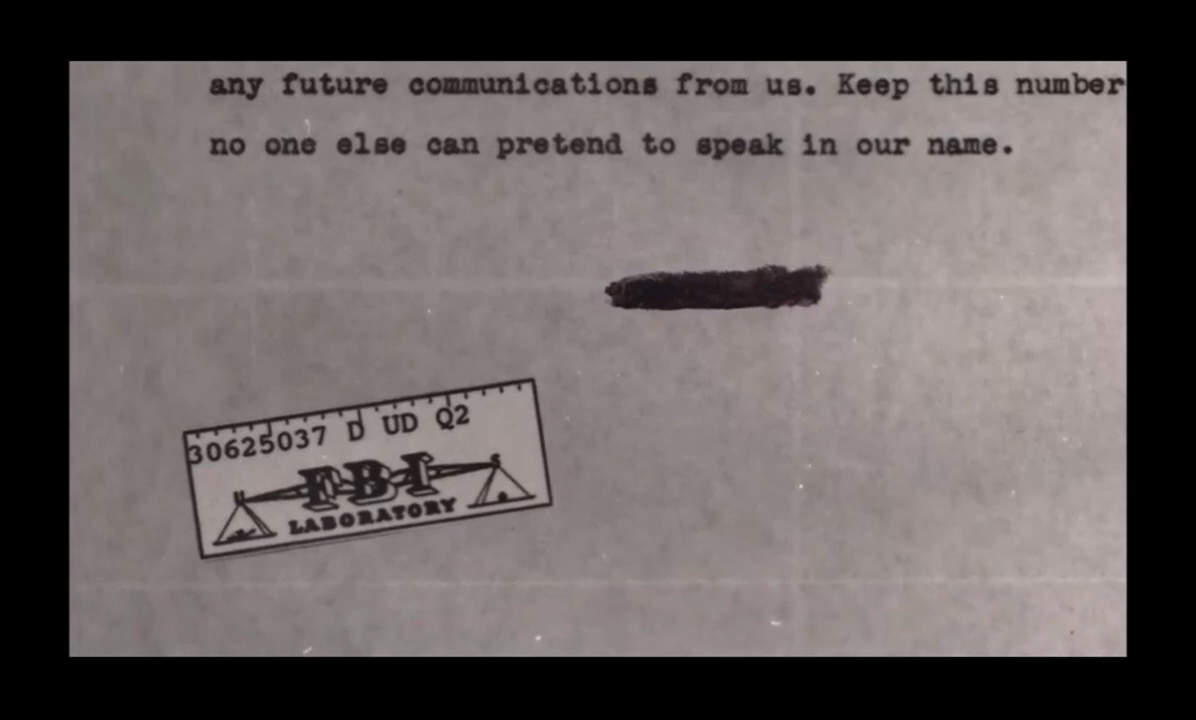 any future communications from us. Keep this number
no one else can pretend to speak in our name.
30625037 D UD Q2
FBI
LABORATORY